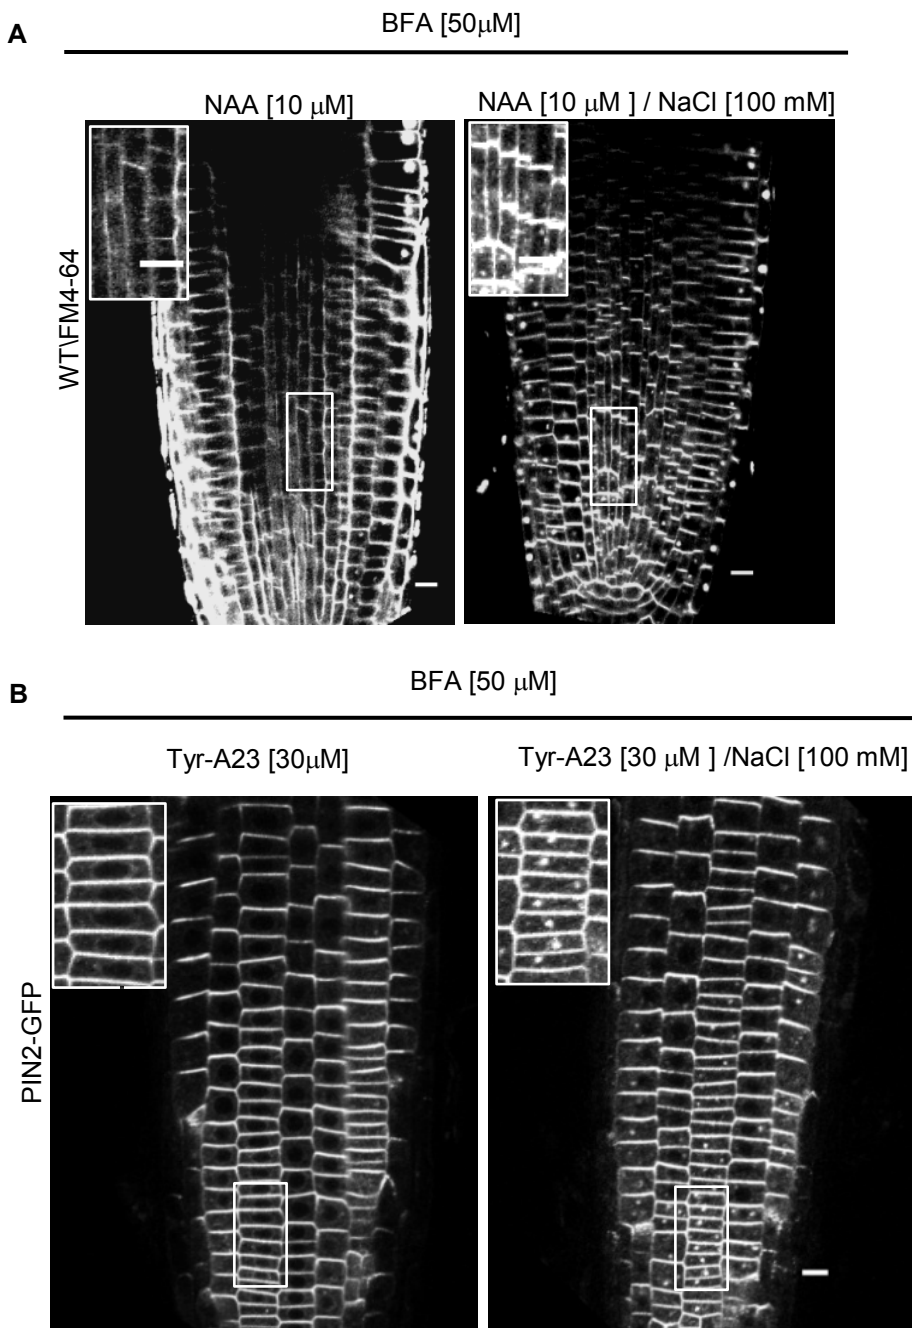 A
BFA [50μM]
NAA [10 μM]
NAA [10 μM ] / NaCl [100 mM]
WT\FM4-64
B
BFA [50 μM]
Tyr-A23 [30μM]
Tyr-A23 [30 μM ] /NaCl [100 mM]
PIN2-GFP